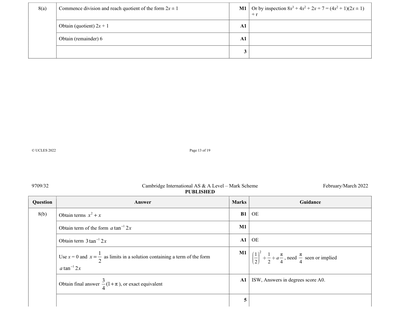 8(a) Commence division and reach quotient of the form 2x ± 1 M1 Or by inspection 8x³ + 4x² + 2x + 7 = (4x² + 1)(2x ± 1)
+ r
Obtain (quotient) 2x + 1 A1
Obtain (remainder) 6 A1
3
© UCLES 2022 Page 15 of 19
9709/32 Cambridge International AS & A Level – Mark Scheme February/March 2022
PUBLISHED
Question Answer Marks Guidance
8(b) Obtain terms x² + x B1 OE
Obtain term of the form a tan⁻¹ 2x M1
Obtain term 3 tan⁻¹ 2x A1 OE
Use x = 0 and x = 1/2 as limits in a solution containing a term of the form
a tan⁻¹ 2x M1 (1/2)² + 1/2 + a π/4, need π/4 seen or implied
Obtain final answer 3/4 (1 + π), or exact equivalent A1 ISW, Answers in degrees score A0.
5